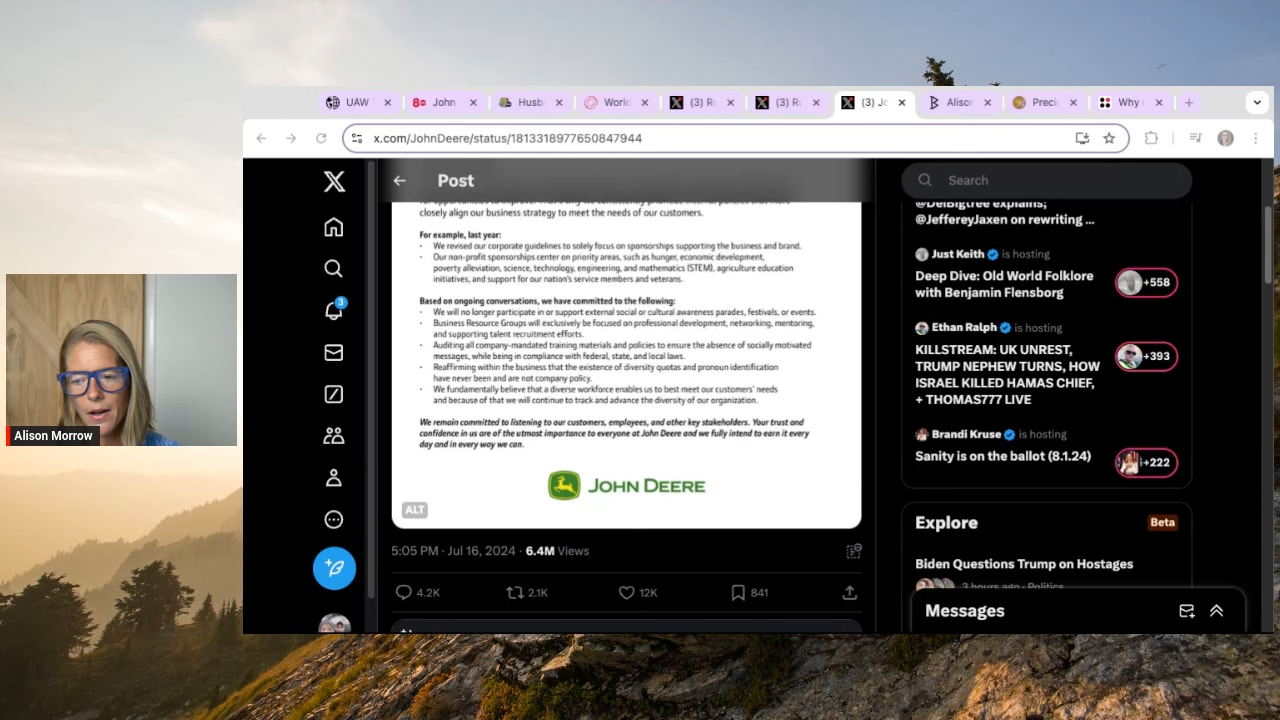 UAW
John
Husb
World
(3) Ro
(3) Ro
(3) Jo
Alisor
Preci
Why
x.com/JohnDeere/status/1813318977650847944
Post
Search
closely align our business strategy to meet the needs of our customers.
For example, last year:
· We revised our corporate guidelines to solely focus on sponsorships supporting the business and brand.
· Our non-profit sponsorships center on priority areas, such as hunger, economic development,
poverty alleviation, science, technology, engineering, and mathematics (STEM), agriculture education
initiatives, and support for our nation's service members and veterans.
Based on ongoing conversations, we have committed to the following:
· We will no longer participate in or support external social or cultural awareness parades, festivals, or events.
· Business Resource Groups will exclusively be focused on professional development, networking, mentoring,
and supporting talent recruitment efforts.
· Auditing all company-mandated training materials and policies to ensure the absence of socially motivated
messages, while being in compliance with federal, state, and local laws.
· Reaffirming within the business that the existence of diversity quotas and pronoun identification
have never been and are not company policy.
· We fundamentally believe that a diverse workforce enables us to best meet our customers' needs
and because of that we will continue to track and advance the diversity of our organization.
We remain committed to listening to our customers, employees, and other key stakeholders. Your trust and
confidence in us are of the utmost importance to everyone at John Deere and we fully intend to earn it every
day and in every way we can.
JOHN DEERE
ALT
5:05 PM · Jul 16, 2024 · 6.4M Views
4.2K
2.1K
12K
841
@DelBigtree explains;
@JeffereyJaxen on rewriting ...
Just Keith is hosting
Deep Dive: Old World Folklore
with Benjamin Flensborg
+558
Ethan Ralph is hosting
KILLSTREAM: UK UNREST,
TRUMP NEPHEW TURNS, HOW
ISRAEL KILLED HAMAS CHIEF,
+ THOMAS777 LIVE
+393
Brandi Kruse is hosting
Sanity is on the ballot (8.1.24)
+222
Explore
Beta
Biden Questions Trump on Hostages
3 hours ago · Politics
Messages
3
Alison Morrow